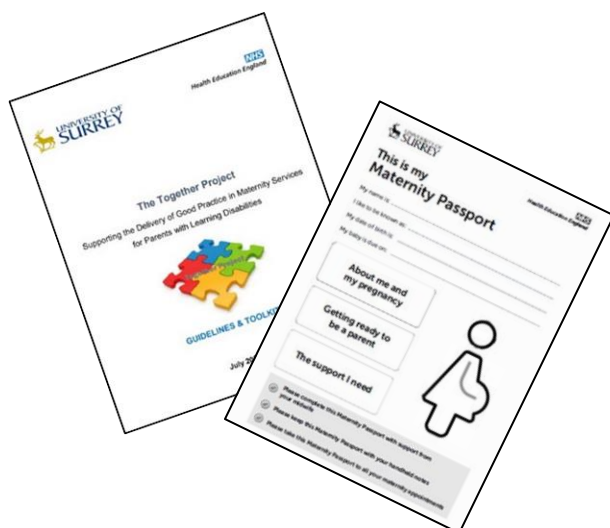 NHS
Health Education England
UNIVERSITY OF
SURREY
The Together Project
Supporting the Delivery of Good Practice in Maternity Services
for Parents with Learning Disabilities
Together Project
GUIDELINES & TOOLKIT
July
UNIVERSITY OF
SURREY
NHS
Health Education England
This is my
Maternity Passport
My name is
I like to be known as:
My date of birth is:
My baby is due on:
About me and
my pregnancy
Getting ready to
be a parent
The support I need
Please complete this Maternity Passport with support from
your midwife
Please keep this Maternity Passport with your handheld notes
Please take this Maternity Passport to all your maternity appointments